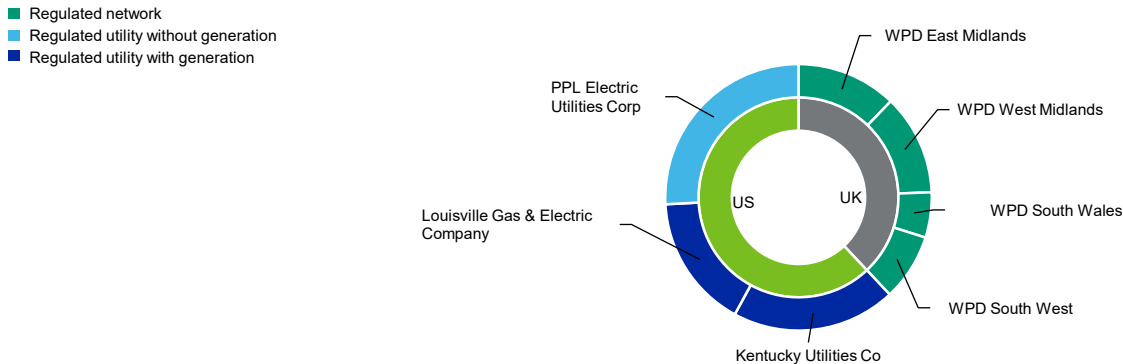 Regulated network
Regulated utility without generation
Regulated utility with generation
WPD East Midlands
PPL Electric
Utilities Corp
WPD West Midlands
US
UK
WPD South Wales
Louisville Gas & Electric
Company
WPD South West
Kentucky Utilities Co